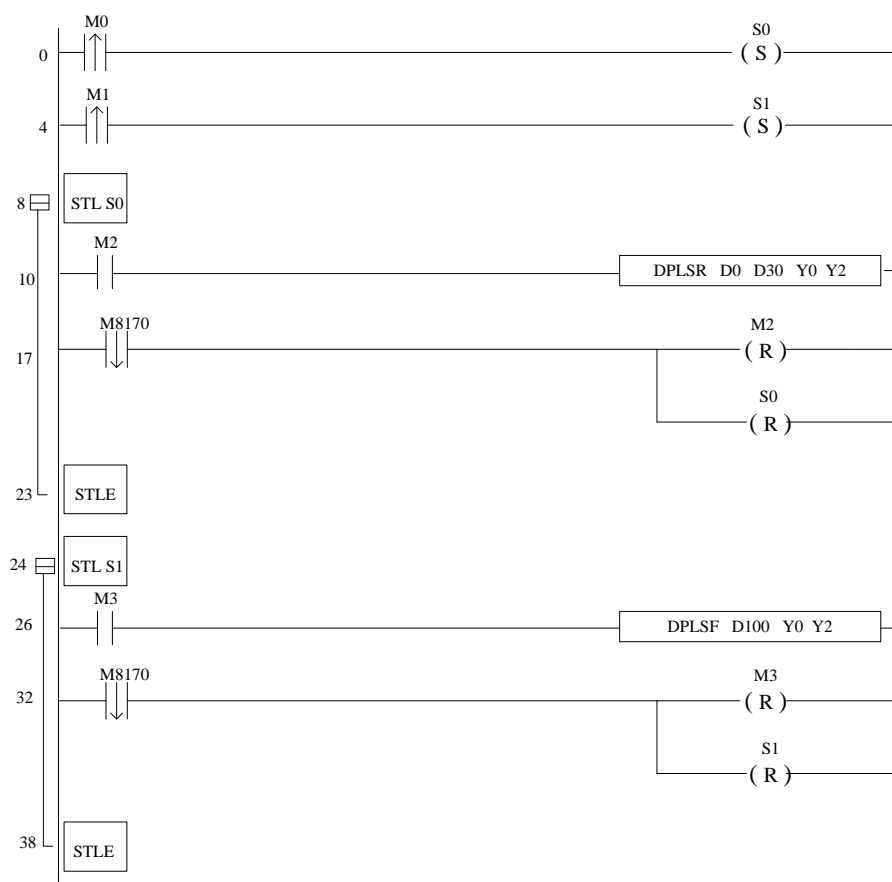 M0
S0
0
( S )
M1
S1
4
( S )
8
STL S0
M2
10
DPLSR D0 D30 Y0 Y2
M8170
M2
17
( R )
S0
( R )
23
STLE
24
STL S1
M3
26
DPLSF D100 Y0 Y2
M8170
M3
32
( R )
S1
( R )
38
STLE